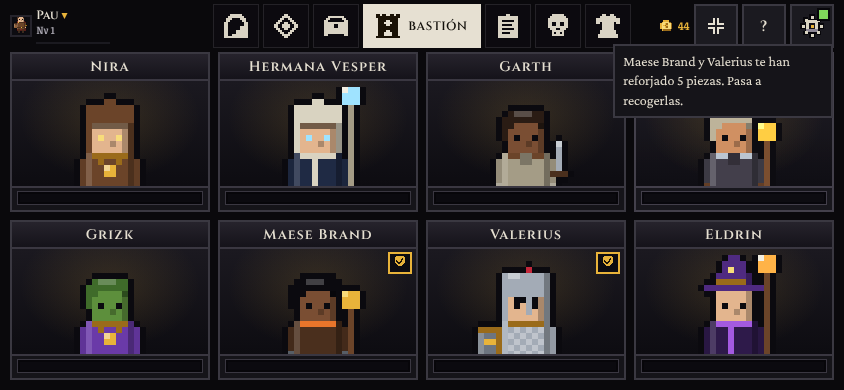 Pau
Nv 1
Bastión
44
?
Maese Brand y Valerius te han
reforjado 5 piezas. Pasa a
recogerlas.
Nira
Hermana Vesper
Garth
Grizk
Maese Brand
Valerius
Eldrin